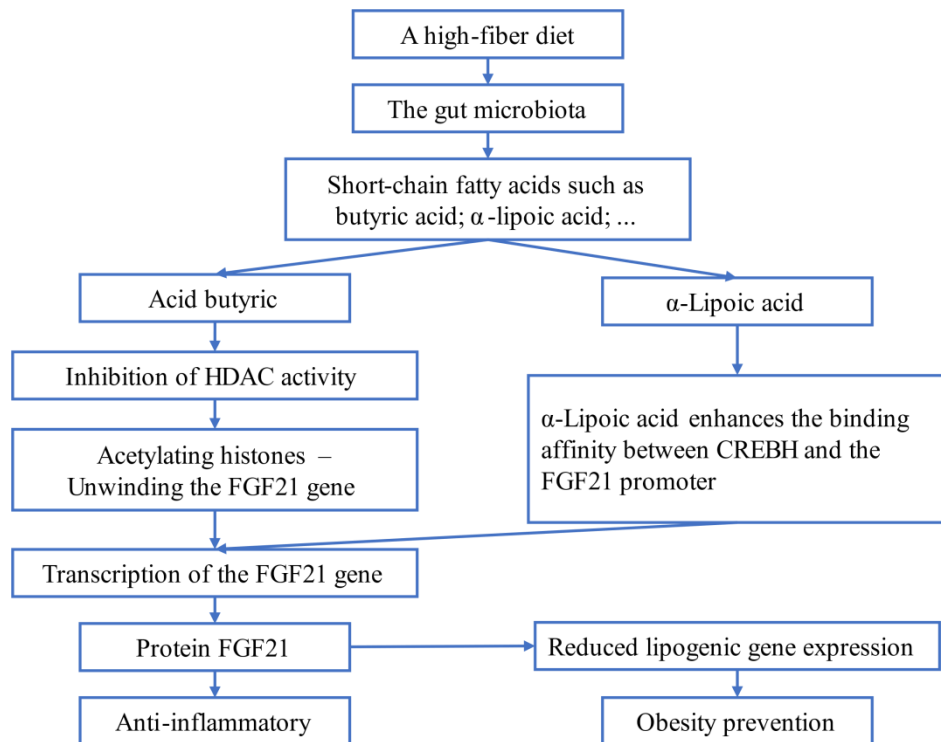 A high-fiber diet
The gut microbiota
Short-chain fatty acids such as
butyric acid; α-lipoic acid; ...
Acid butyric
α-Lipoic acid
Inhibition of HDAC activity
α-Lipoic acid enhances the binding
affinity between CREBH and the
FGF21 promoter
Acetylating histones –
Unwinding the FGF21 gene
Transcription of the FGF21 gene
Protein FGF21
Reduced lipogenic gene expression
Anti-inflammatory
Obesity prevention